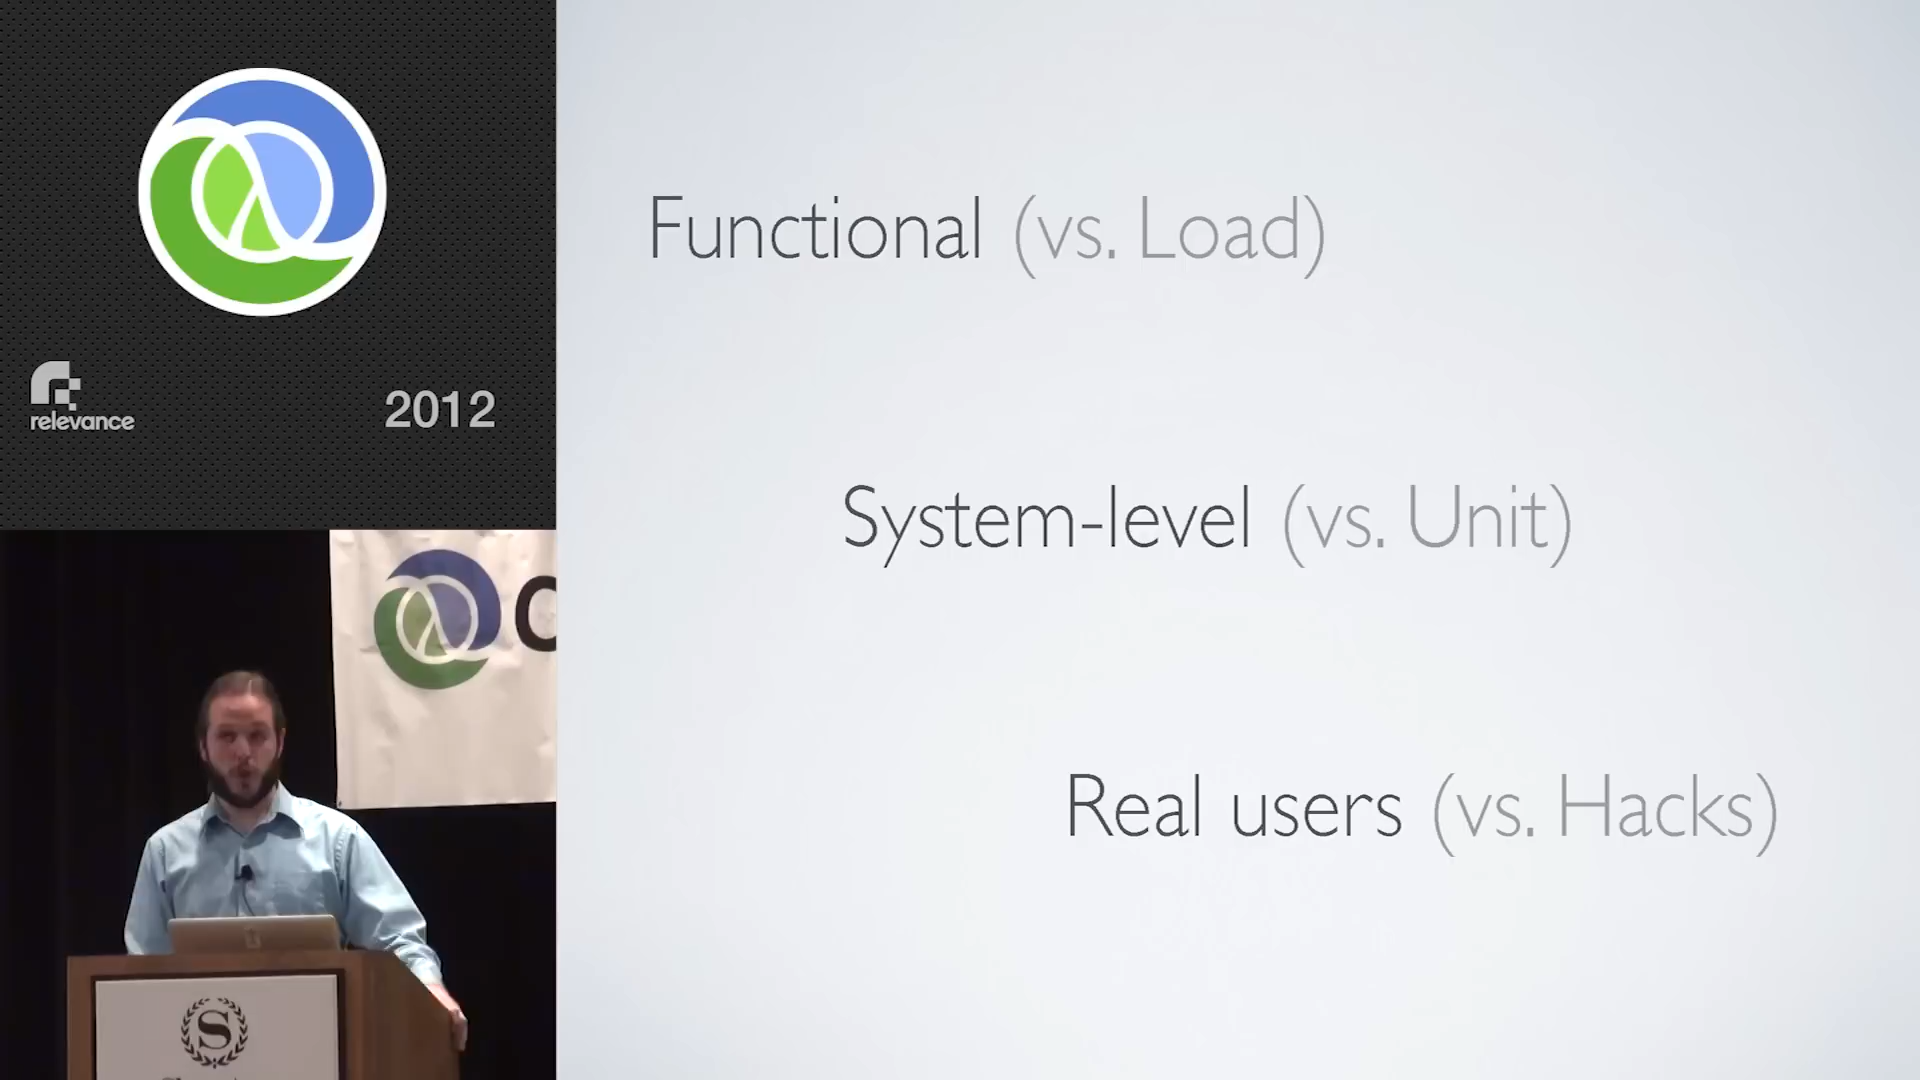 relevance
2012
Functional (vs. Load)
System-level (vs. Unit)
Real users (vs. Hacks)
C
S